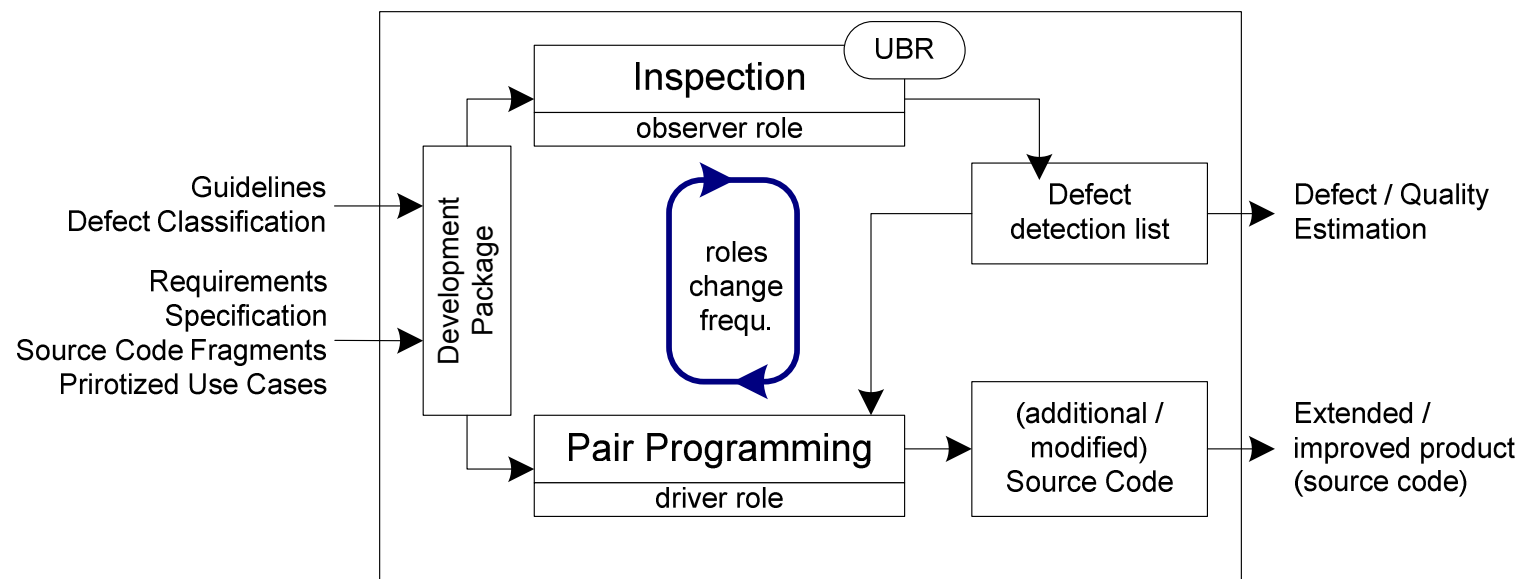 UBR
Inspection
observer role
Guidelines
Defect Classification
Requirements
Specification
Source Code Fragments
Prirotized Use Cases
Development
Package
roles
change
frequ.
Defect
detection list
Defect / Quality
Estimation
Pair Programming
driver role
(additional /
modified)
Source Code
Extended /
improved product
(source code)